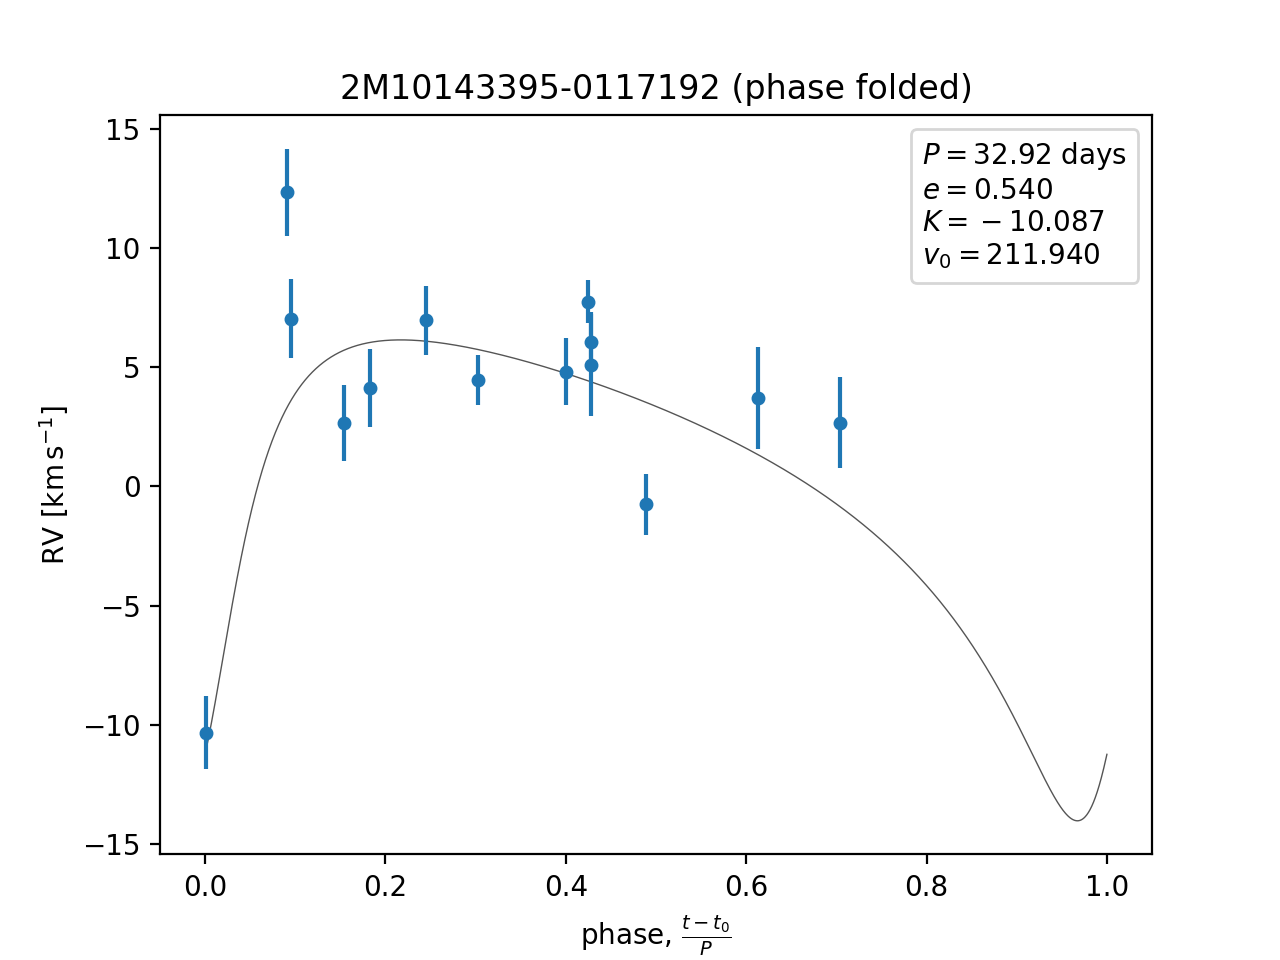 2M10143395-0117192 (phase folded)
P = 32.92 days
e = 0.540
K = −10.087
v₀ = 211.940
15
10
5
0
−5
−10
−15
RV [km s⁻¹]
0.0 0.2 0.4 0.6 0.8 1.0
phase, (t − t₀)/P